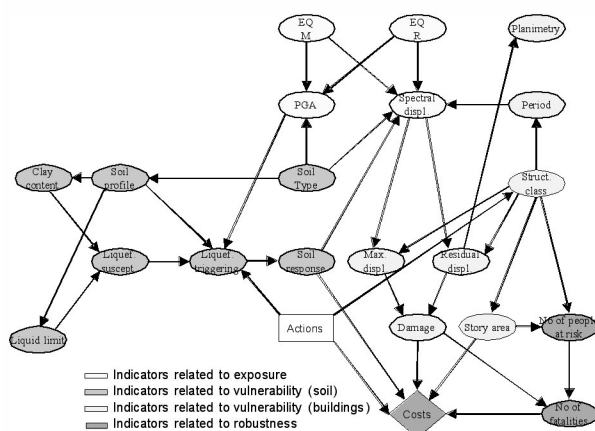 EQ
M
EQ
R
Planimetry
PGA
Spectral
displ.
Period
Clay
content
Soil
profile
Soil
Type
Struct. class
Liquef.
suscept
Liquef.
triggering
Soil
response
Max.
displ.
Residual
displ.
Liquid limit
Actions
Damage
Story area
No of people
at risk
Costs
No of
fatalities
Indicators related to exposure
Indicators related to vulnerability (soil)
Indicators related to vulnerability (buildings)
Indicators related to robustness